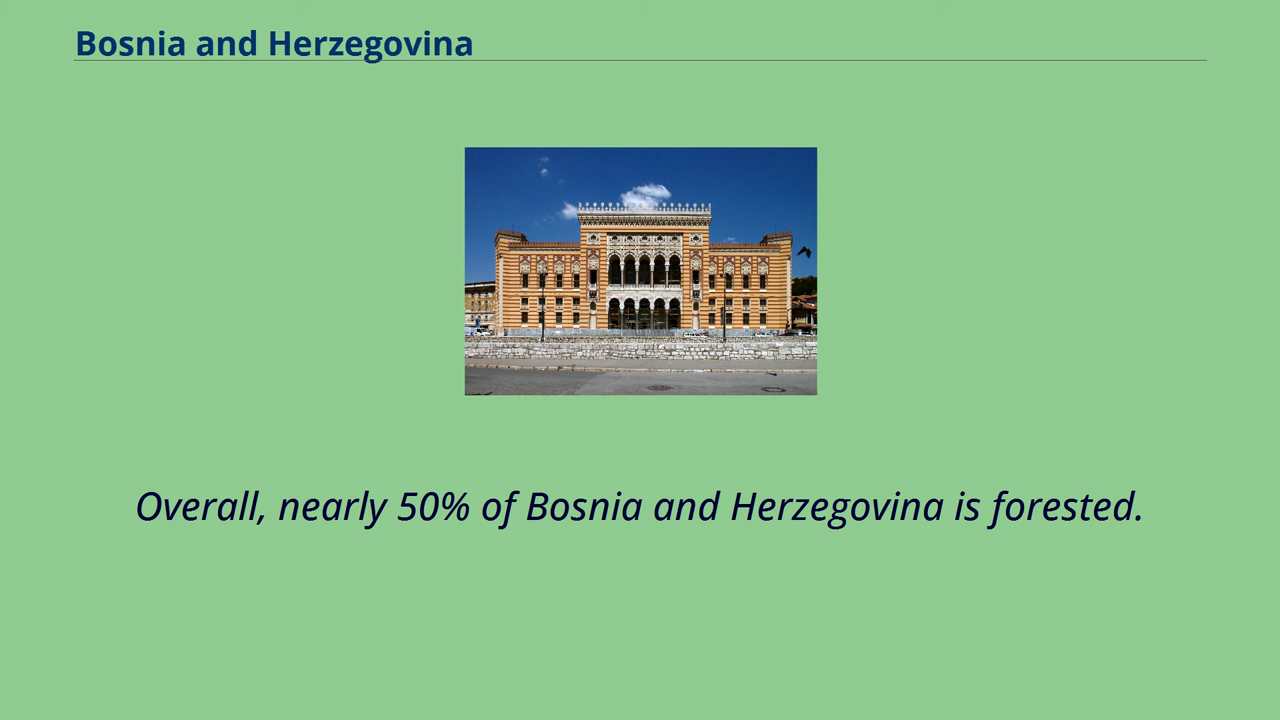 Bosnia and Herzegovina
Overall, nearly 50% of Bosnia and Herzegovina is forested.